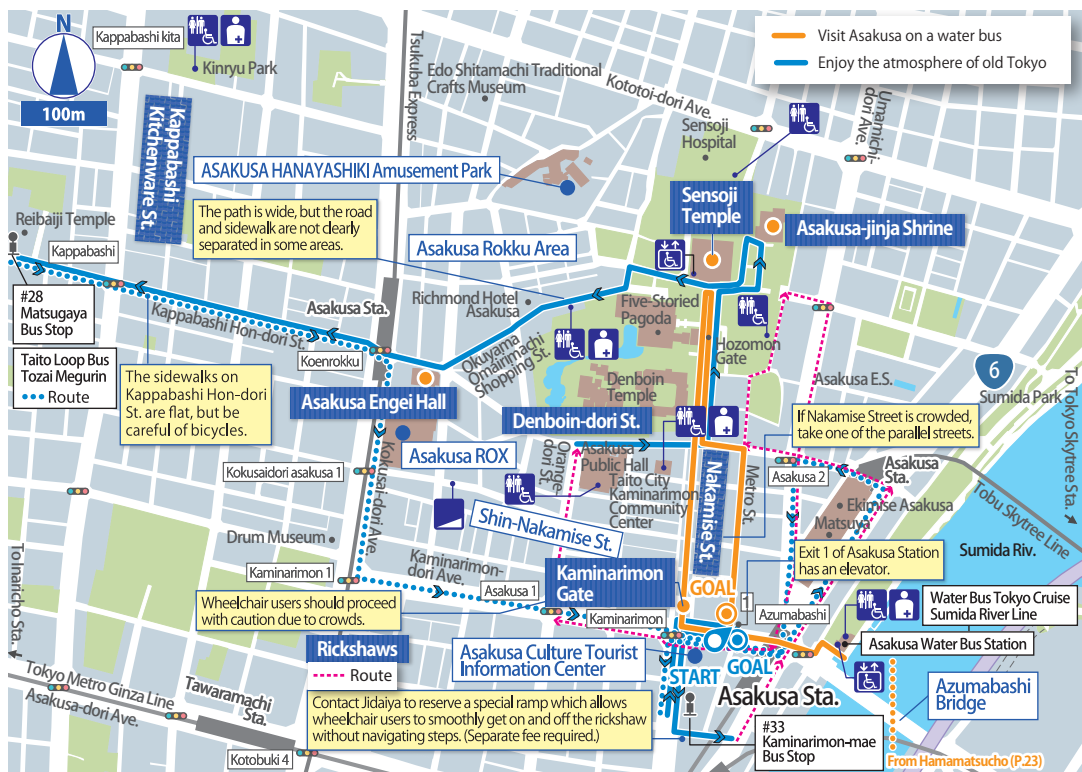 N
100m
Kappabashi kita
Kinryu Park
Kappabashi
Kitchenware St.
Tsukuba Express
Edo Shitamachi Traditional
Crafts Museum
Kototoi-dori Ave.
Visit Asakusa on a water bus
Enjoy the atmosphere of old Tokyo
Umamichi-
dori Ave.
Sensoji
Hospital
ASAKUSA HANAYASHIKI Amusement Park
Sensoji
Temple
Asakusa-jinja Shrine
Reibaiji Temple
Kappabashi
The path is wide, but the road
and sidewalk are not clearly
separated in some areas.
Asakusa Rokku Area
#28
Matsugaya
Bus Stop
Kappabashi Hon-dori St.
Asakusa Sta.
Richmond Hotel
Asakusa
Five-Storied
Pagoda
Hozomon
Gate
Koenrokku
Okuyama
Omairimachi
Shopping St.
Taito Loop Bus
Tozai Megurin
Route
The sidewalks on
Kappabashi Hon-dori
St. are flat, but be
careful of bicycles.
Asakusa Engei Hall
Denboin
Temple
Asakusa E.S.
6
Sumida Park
To Tokyo Skytree Sta.
Denboin-dori St.
If Nakamise Street is crowded,
take one of the parallel streets.
Asakusa ROX
Kokusaidori asakusa 1
Kokusai-dori Ave.
Orange-
dori St.
Asakusa
Public Hall
Taito City
Kaminarimon
Community
Center
Nakamise St.
Metro St.
Asakusa 2
Asakusa
Sta.
Ekimise Asakusa
Matsuya
Tobu Skytree Line
Shin-Nakamise St.
Drum Museum
Kaminarimon 1
Kaminarimon-
dori Ave.
Asakusa 1
Kaminarimon
Gate
GOAL
Exit 1 of Asakusa Station
has an elevator.
Sumida Riv.
To Inaricho Sta.
Wheelchair users should proceed
with caution due to crowds.
Kaminarimon
Azumabashi
Water Bus Tokyo Cruise
Sumida River Line
Asakusa Water Bus Station
Rickshaws
Route
Asakusa Culture Tourist
Information Center
START
GOAL
Asakusa Sta.
Azumabashi
Bridge
Tokyo Metro Ginza Line
Asakusa-dori Ave.
Tawaramachi
Sta.
Contact Jidaiya to reserve a special ramp which allows
wheelchair users to smoothly get on and off the rickshaw
without navigating steps. (Separate fee required.)
#33
Kaminarimon-mae
Bus Stop
Kotobuki 4
From Hamamatsucho (P.23)